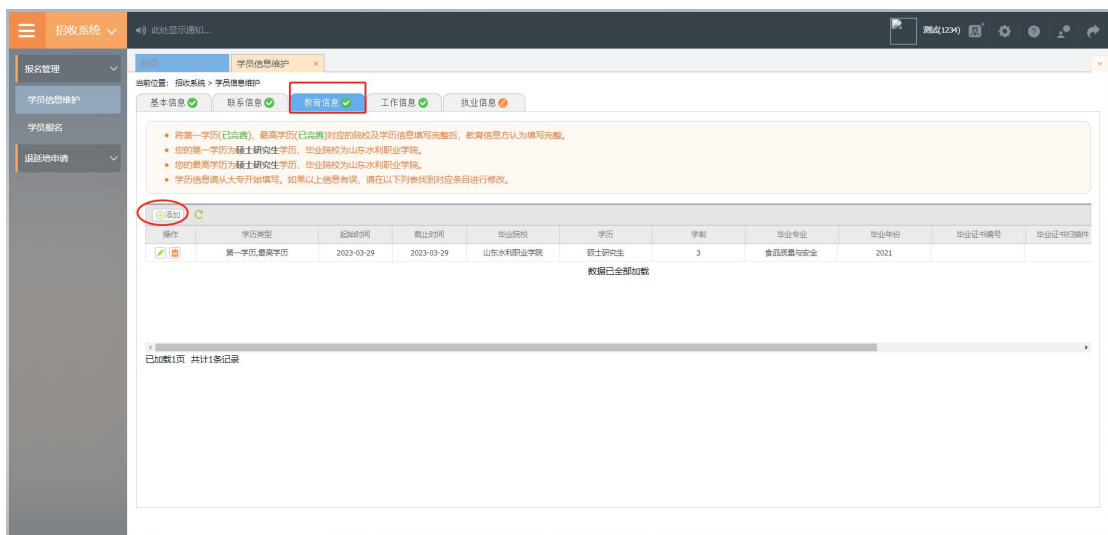 招收系统
此处显示通知...
测试(1234)
报名管理
学员信息维护
学员报名
退延培申请
首页
学员信息维护 ×
当前位置: 招收系统 > 学员信息维护
基本信息
联系信息
教育信息
工作信息
执业信息
将第一学历(已完善)、最高学历(已完善)对应的院校及学历信息填写完整后，教育信息方认为填写完整。
您的第一学历为硕士研究生学历，毕业院校为山东水利职业学院。
您的最高学历为硕士研究生学历，毕业院校为山东水利职业学院。
学历信息请从大专开始填写。如果以上信息有误，请在以下列表找到对应条目进行修改。
添加
操作 学历类型 起始时间 截止时间 毕业院校 学历 学制 毕业专业 毕业年份 毕业证书编号 毕业证书扫描件
第一学历,最高学历 2023-03-29 2023-03-29 山东水利职业学院 硕士研究生 3 食品质量与安全 2021
数据已全部加载
已加载1页 共计1条记录